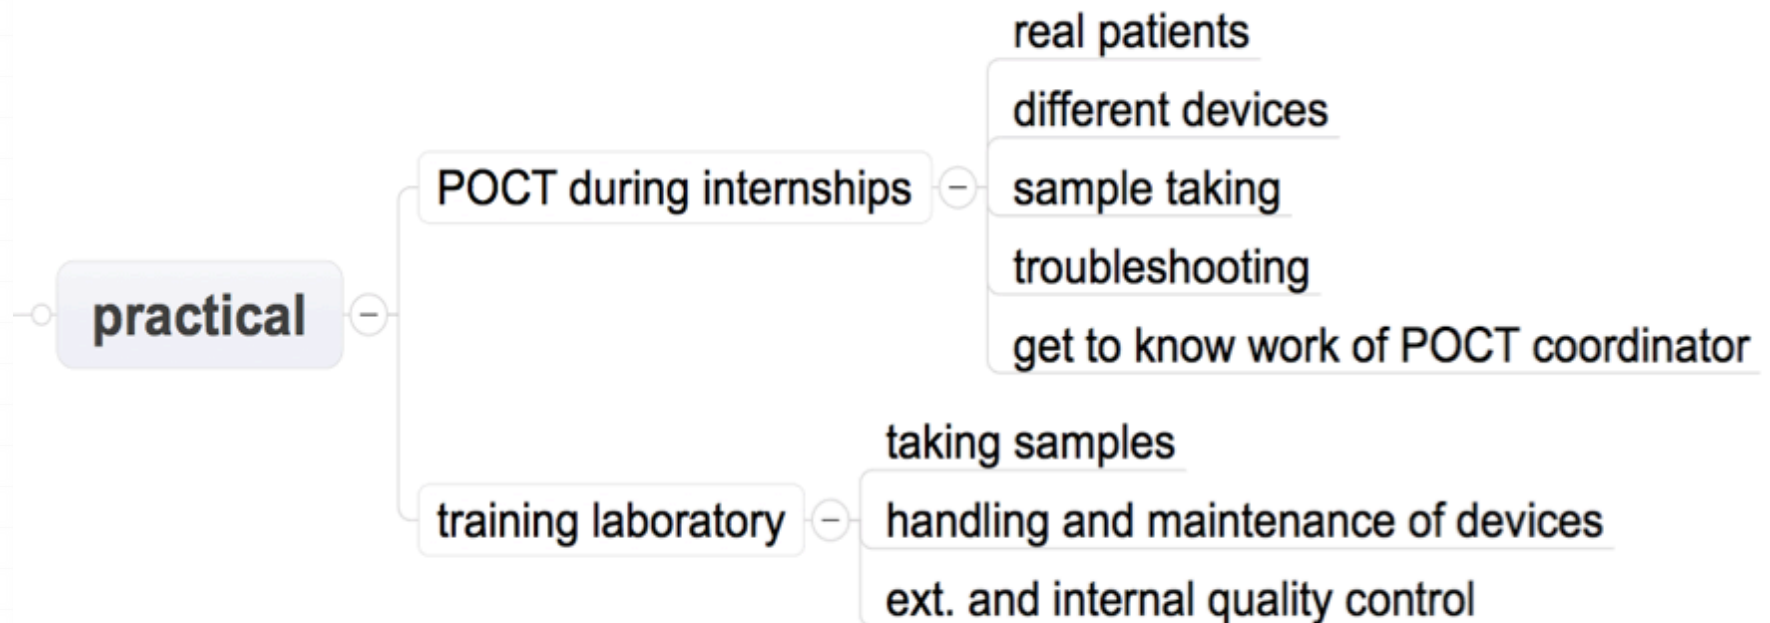 real patients
different devices
POCT during internships
sample taking
troubleshooting
practical
get to know work of POCT coordinator
taking samples
training laboratory
handling and maintenance of devices
ext. and internal quality control